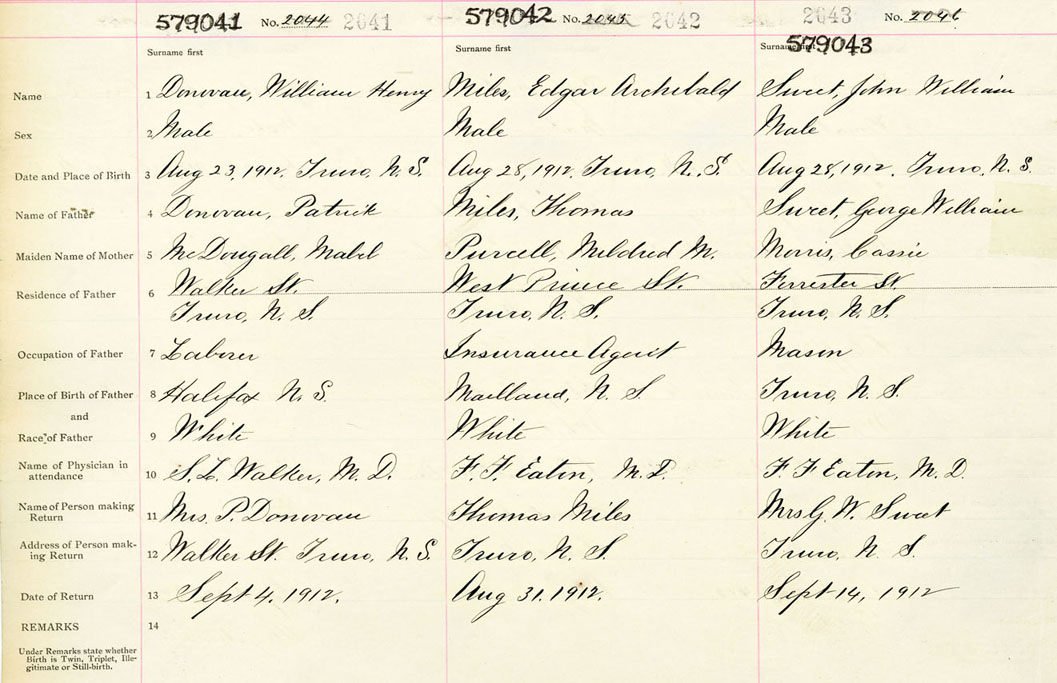 579041 No. 2044 2041 579042 No. 2045 2042 2043 No. 2046
Surname first Surname first Surname first 579043
Name 1 Donovan, William Henry Miles, Edgar Archibald Sweet, John William
Sex 2 Male Male Male
Date and Place of Birth 3 Aug 23, 1912. Truro, N. S. Aug 28, 1912, Truro, N. S. Aug 28, 1912. Truro, N. S.
Name of Father 4 Donovan, Patrick Miles, Thomas Sweet, George William
Maiden Name of Mother 5 McDougall, Mabel Purcell, Mildred M. Morris, Cassie
Residence of Father 6 Walker St. West Prince St. Forrester St.
Truro, N. S. Truro, N. S. Truro, N. S.
Occupation of Father 7 Laborer Insurance Agent Mason
Place of Birth of Father 8 Halifax N. S. Maitland, N. S. Truro, N. S.
and
Race of Father 9 White White White
Name of Physician in
attendance 10 S. L. Walker, M. D. F. F. Eaton, M. D. F. F Eaton, M. D.
Name of Person making
Return 11 Mrs. P. Donovan Thomas Miles Mrs G. W. Sweet
Address of Person mak-
ing Return 12 Walker St. Truro, N. S. Truro, N. S. Truro, N. S.
Date of Return 13 Sept 4, 1912. Aug 31. 1912. Sept 14, 1912
REMARKS 14
Under Remarks state whether
Birth is Twin, Triplet, Ille-
gitimate or Still-birth.